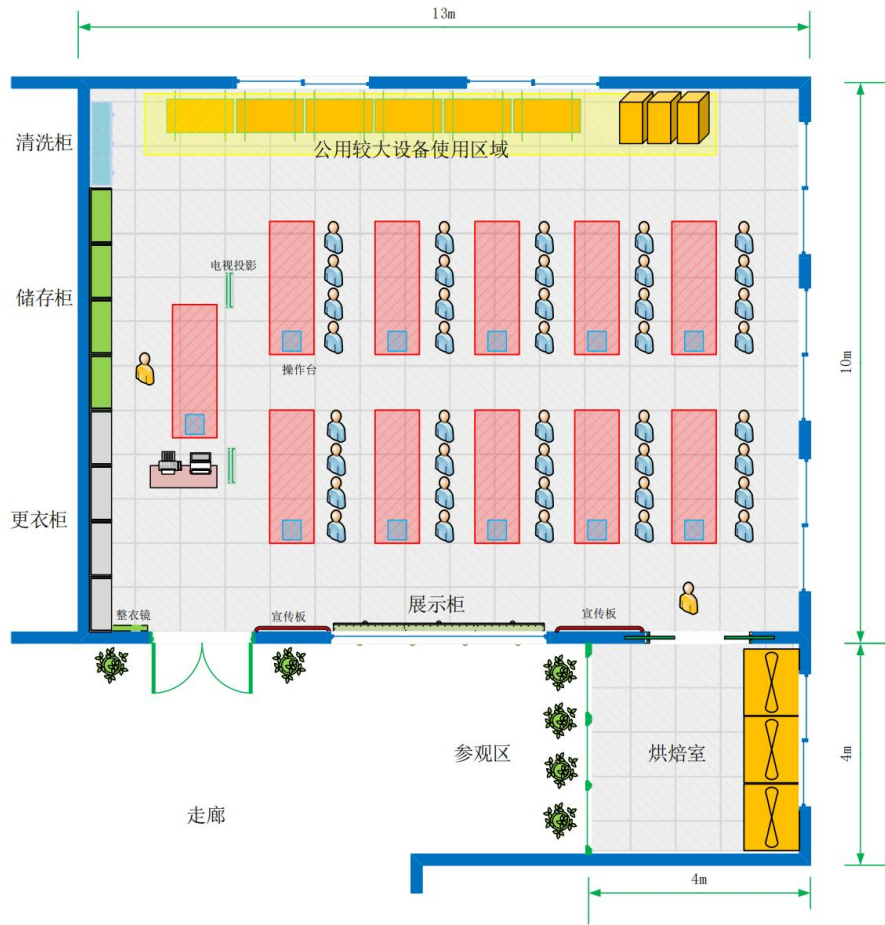 13m
清洗柜
公用较大设备使用区域
电视投影
储存柜
10m
操作台
更衣柜
整衣镜
宣传板
展示柜
宣传板
参观区
烘焙室
4m
走廊
4m